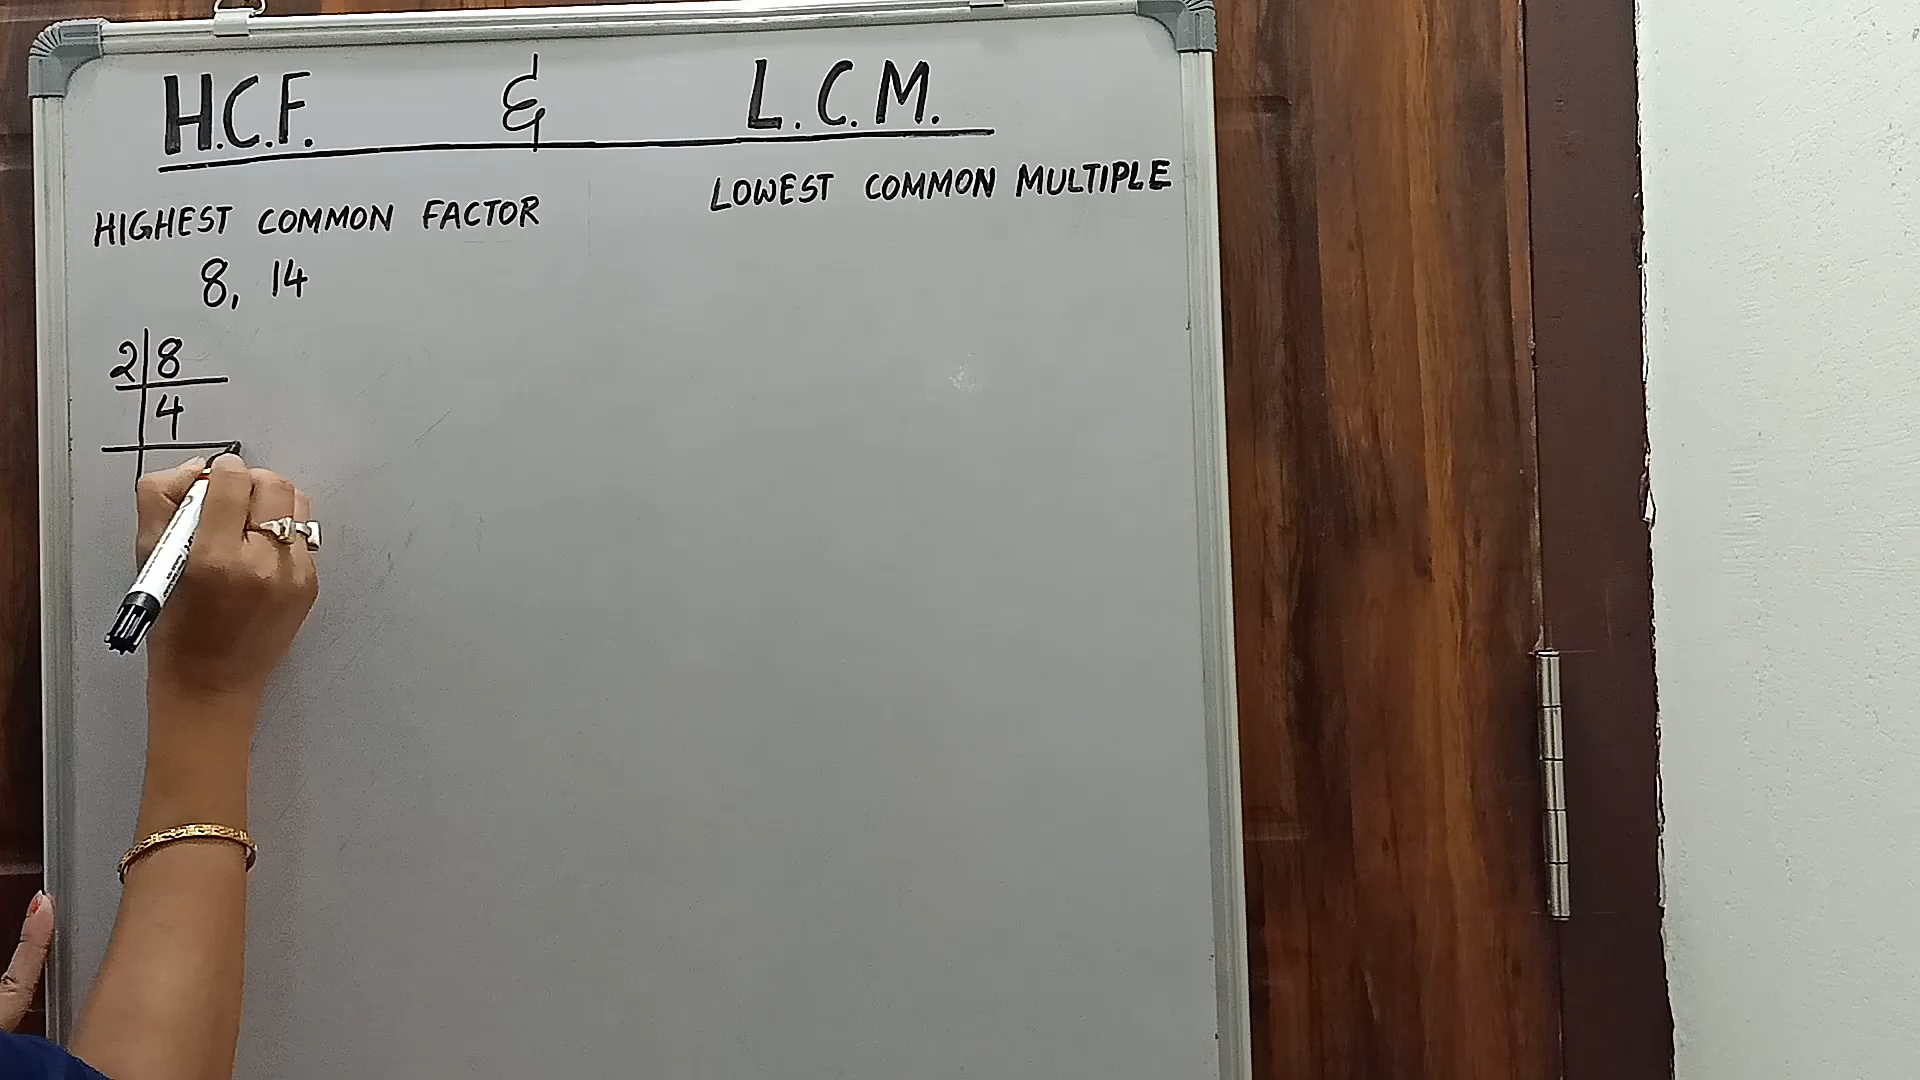 H.C.F. & L.C.M.
HIGHEST COMMON FACTOR
LOWEST COMMON MULTIPLE
8, 14
2 8
4